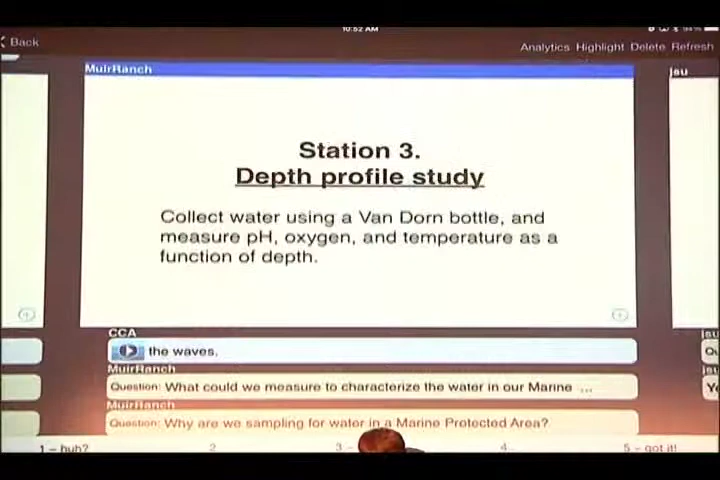 10:52 AM
94%
Back
Analytics Highlight Delete Refresh
MuirRanch
jsu
Station 3.
Depth profile study
Collect water using a Van Dorn bottle, and
measure pH, oxygen, and temperature as a
function of depth.
CCA
the waves.
MuirRanch
Question: What could we measure to characterize the water in our Marine ...
MuirRanch
Question: Why are we sampling for water in a Marine Protected Area?
1 – huh?
2
3 –
4
5 – got it!